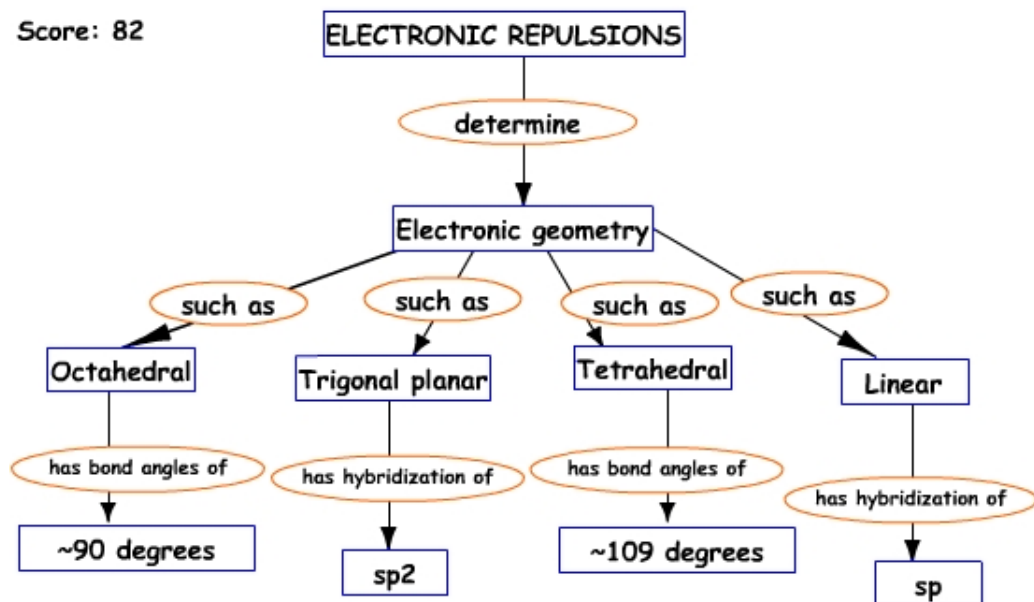 Score: 82
ELECTRONIC REPULSIONS
determine
Electronic geometry
such as
such as
such as
such as
Octahedral
Trigonal planar
Tetrahedral
Linear
has bond angles of
has hybridization of
has bond angles of
has hybridization of
~90 degrees
sp2
~109 degrees
sp